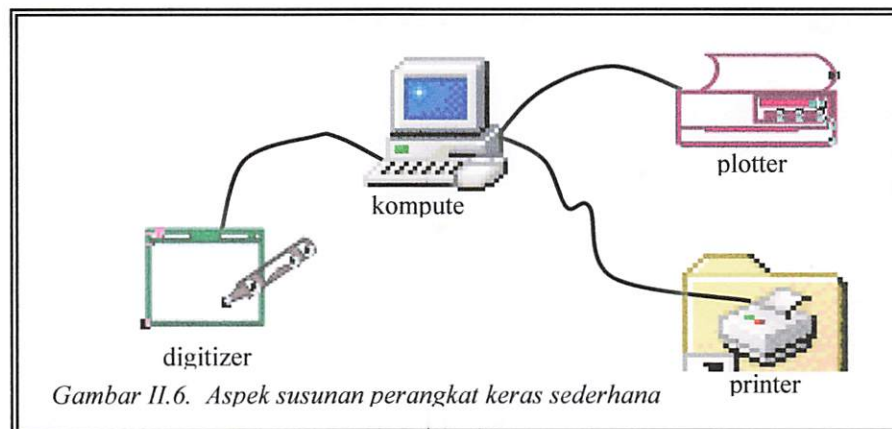 plotter
kompute
digitizer
printer
Gambar II.6. Aspek susunan perangkat keras sederhana